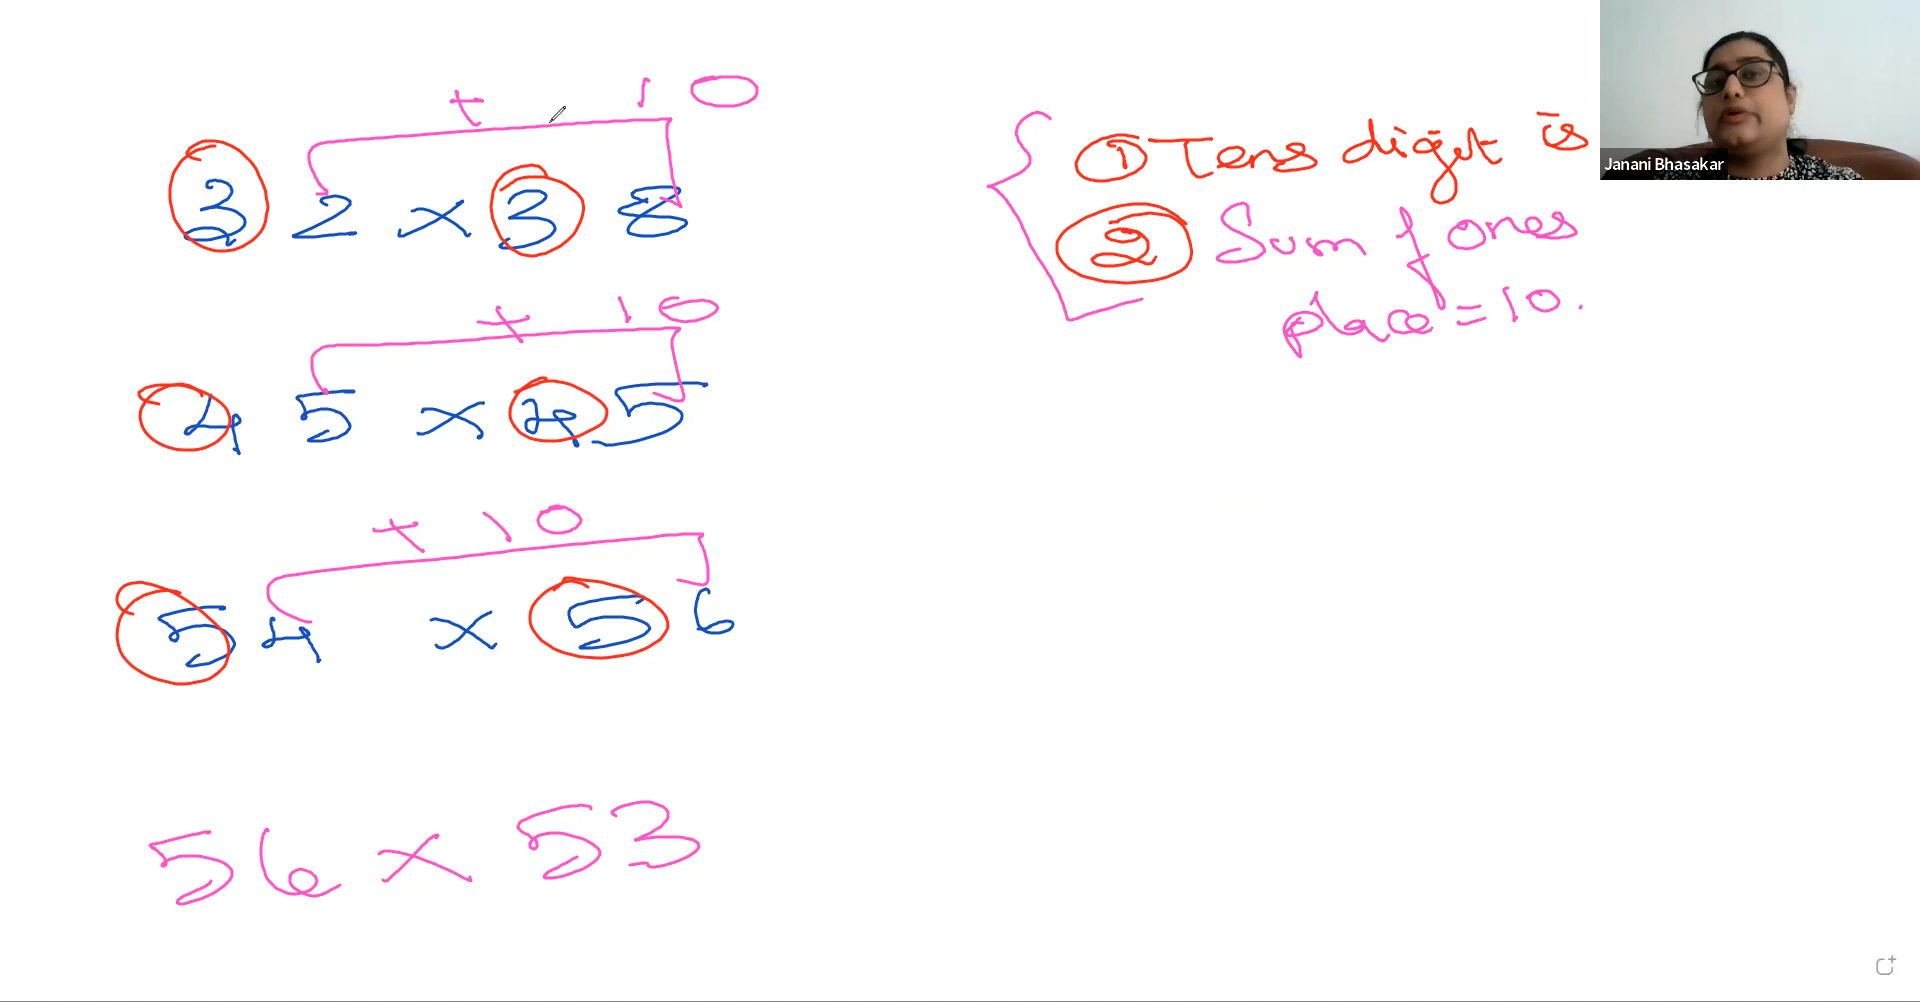 + 10
32 × 38
+ 10
45 × 45
+ 10
54 × 56
56 × 53
① Tens digit is
② Sum of ones
place = 10.
Janani Bhasakar